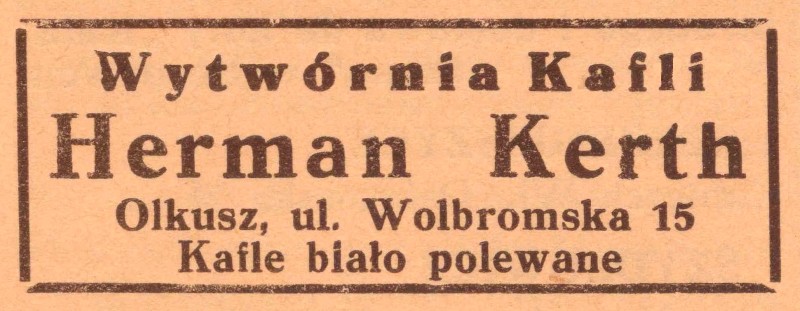 Wytwórnia Kafli
Herman Kerth
Olkusz, ul. Wolbromska 15
Kafle biało polewane